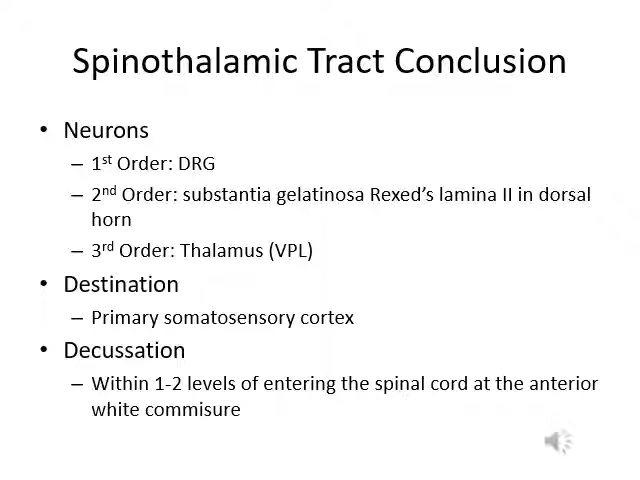 Spinothalamic Tract Conclusion
• Neurons
– 1st Order: DRG
– 2nd Order: substantia gelatinosa Rexed’s lamina II in dorsal
horn
– 3rd Order: Thalamus (VPL)
• Destination
– Primary somatosensory cortex
• Decussation
– Within 1-2 levels of entering the spinal cord at the anterior
white commisure